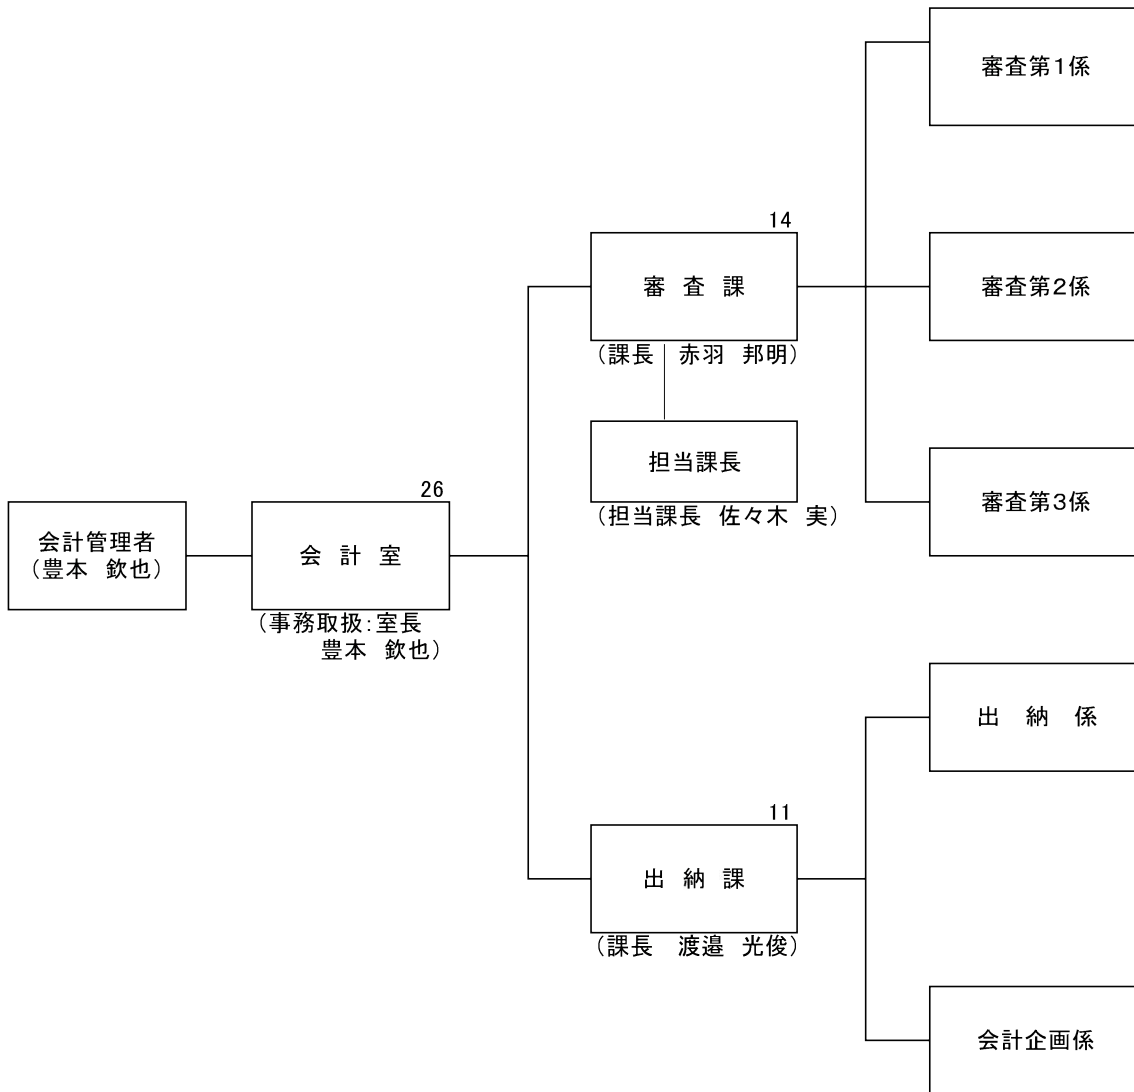 会計管理者
（豊本　欽也）
26
会　計　室
（事務取扱：室長
豊本　欽也）
14
審　査　課
（課長　赤羽　邦明）
担当課長
（担当課長　佐々木　実）
11
出　納　課
（課長　渡邉　光俊）
審査第1係
審査第2係
審査第3係
出　納　係
会計企画係